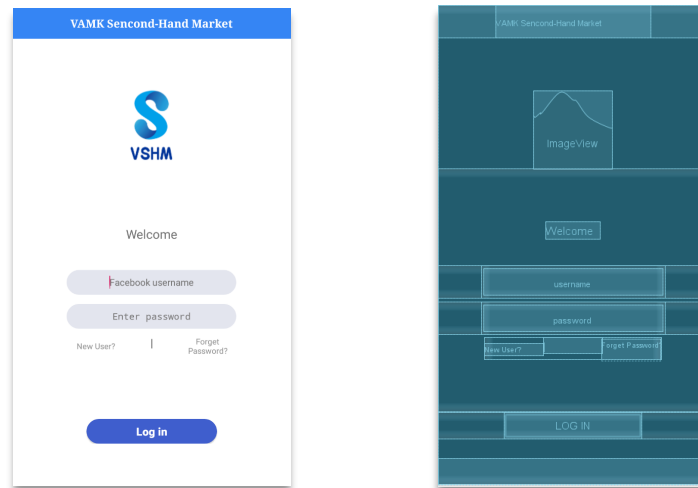 VAMK Sencond-Hand Market
VSHM
Welcome
Facebook username
Enter password
New User? | Forget
Password?
Log in
VAMK Sencond-Hand Market
ImageView
Welcome
username
password
New User? Forget Password?
LOG IN